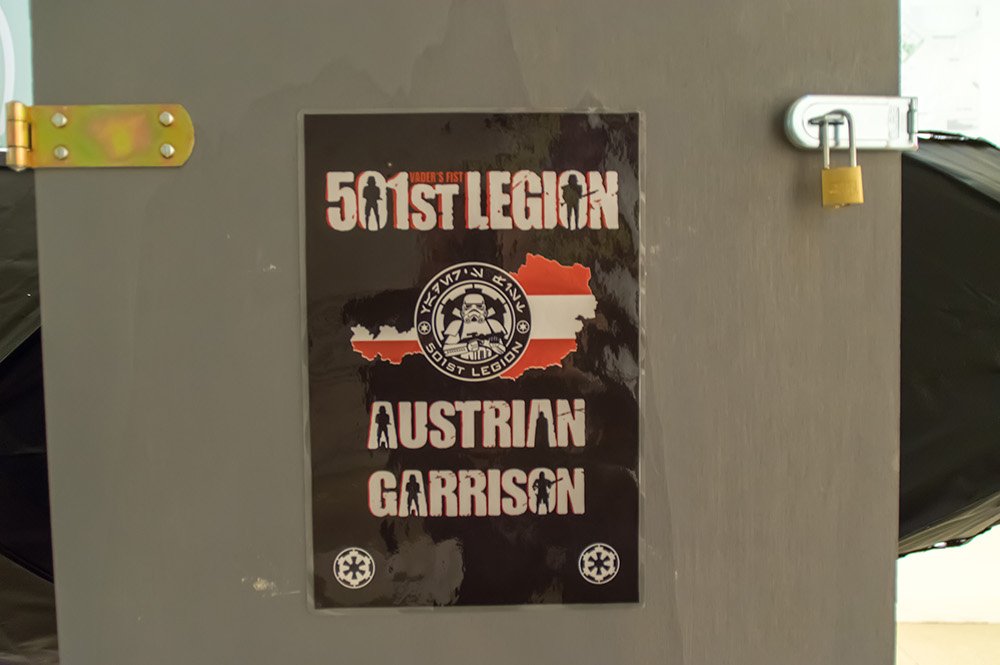 VADER'S FIST
501ST LEGION
501ST LEGION
AUSTRIAN
GARRISON